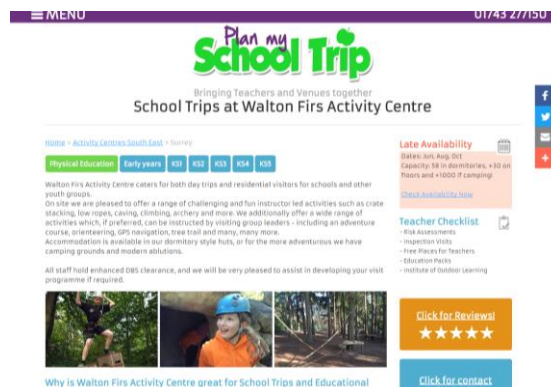 MENU
01743 277150
Plan my
School Trip
Bringing Teachers and Venues together
School Trips at Walton Firs Activity Centre
Home > Activity Centres South East > Surrey
Physical Education Early years KS1 KS2 KS3 KS4 KS5
Walton Firs Activity Centre caters for both day trips and residential visitors for schools and other
youth groups.
On site we are pleased to offer a range of challenging and fun instructor led activities such as crate
stacking, low ropes, caving, climbing, archery and more. We additionally offer a wide range of
activities which, if preferred, can be instructed by visiting group leaders - including an adventure
course, orienteering, GPS navigation, tree trail and many, many more.
Accommodation is available in our dormitory style huts, or for the more adventurous we have
camping grounds and modern ablutions.
All staff hold enhanced DBS clearance, and we will be very pleased to assist in developing your visit
programme if required.
Why is Walton Firs Activity Centre great for School Trips and Educational
Late Availability
Dates: Jun, Aug, Oct
Capacity: 58 in dormitories, +30 on
floors and +1000 if camping!
Check Availability Now
Teacher Checklist
- Risk Assessments
- Inspection Visits
- Free Places for Teachers
- Education Packs
- Institute of Outdoor Learning
Click for Reviews!
Click for contact